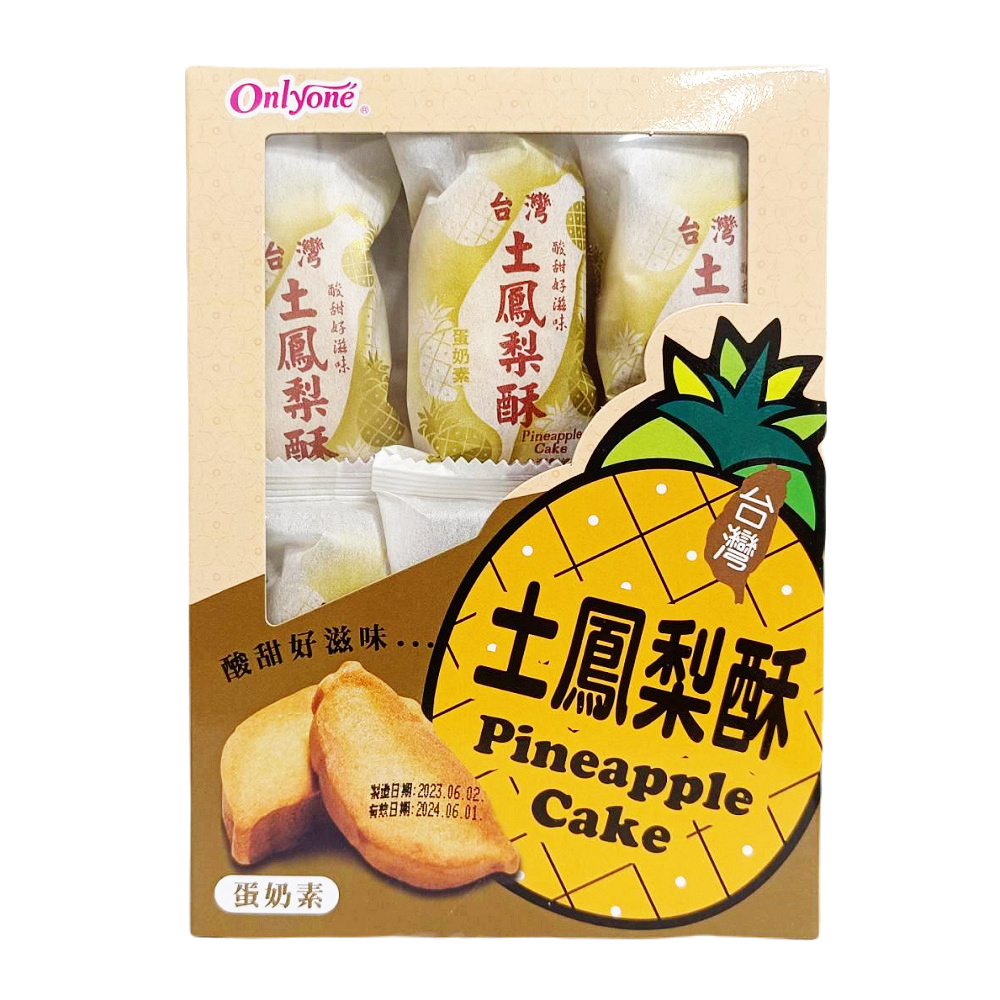 Onlyoné®
台灣
土鳳梨酥
酸甜好滋味
台灣
土鳳梨酥
酸甜好滋味
蛋奶素
Pineapple
Cake
台灣
土
台灣
土鳳梨酥
Pineapple
Cake
酸甜好滋味...
製造日期:2023.06.02.
有效日期:2024.06.01.
蛋奶素